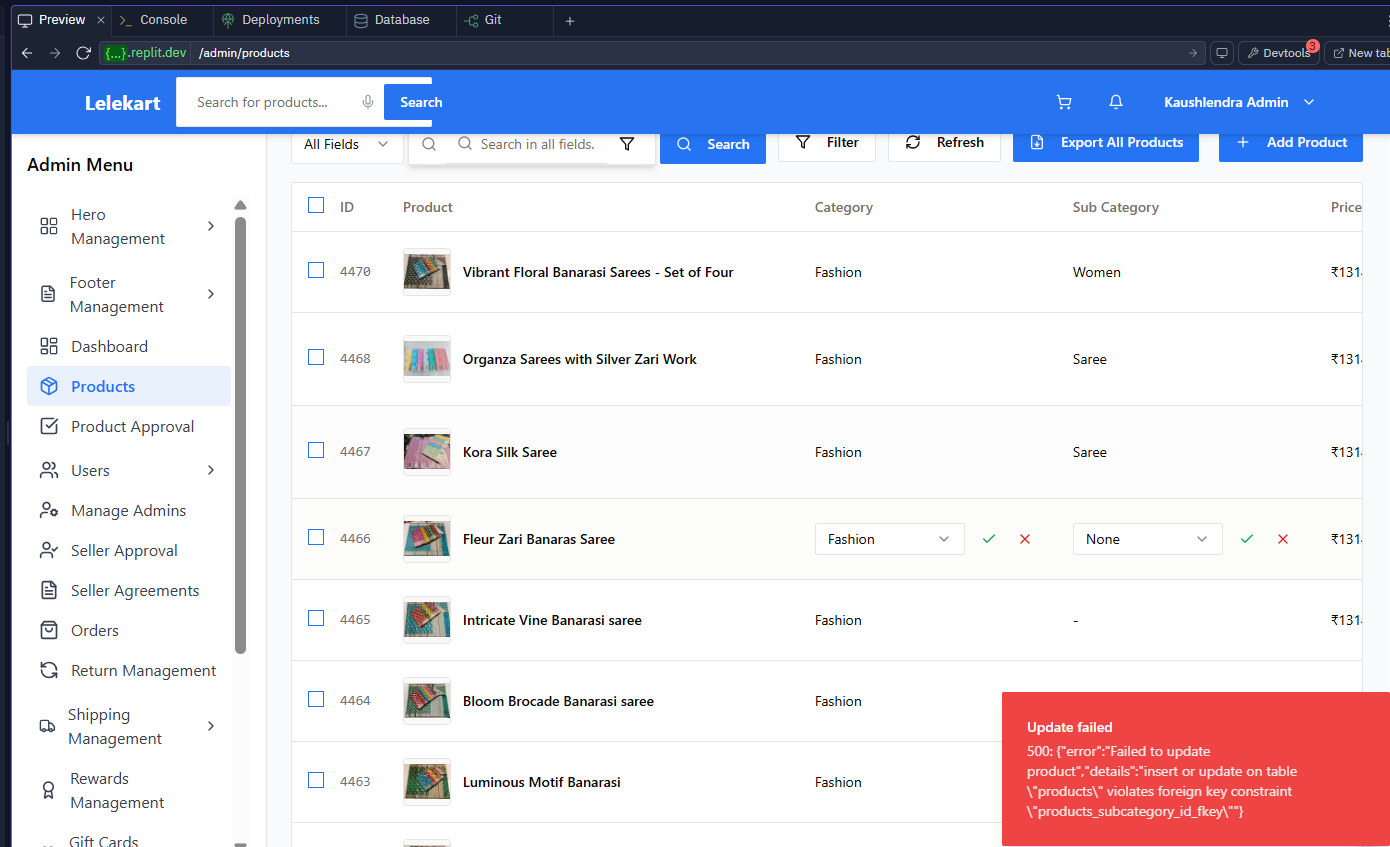 Preview
Console
Deployments
Database
Git
{...}.replit.dev
/admin/products
Devtools
3
New tab
Lelekart
Search for products...
Search
Kaushlendra Admin
Admin Menu
Hero
Management
Footer
Management
Dashboard
Products
Product Approval
Users
Manage Admins
Seller Approval
Seller Agreements
Orders
Return Management
Shipping
Management
Rewards
Management
Gift Cards
All Fields
Search in all fields.
Search
Filter
Refresh
Export All Products
Add Product
ID Product Category Sub Category Price
4470 Vibrant Floral Banarasi Sarees - Set of Four Fashion Women ₹1314
4468 Organza Sarees with Silver Zari Work Fashion Saree ₹1314
4467 Kora Silk Saree Fashion Saree ₹1314
4466 Fleur Zari Banaras Saree Fashion None ₹1314
4465 Intricate Vine Banarasi saree Fashion - ₹1314
4464 Bloom Brocade Banarasi saree Fashion
4463 Luminous Motif Banarasi Fashion
Update failed
500: {"error":"Failed to update
product","details":"insert or update on table
\"products\" violates foreign key constraint
\"products_subcategory_id_fkey\""}